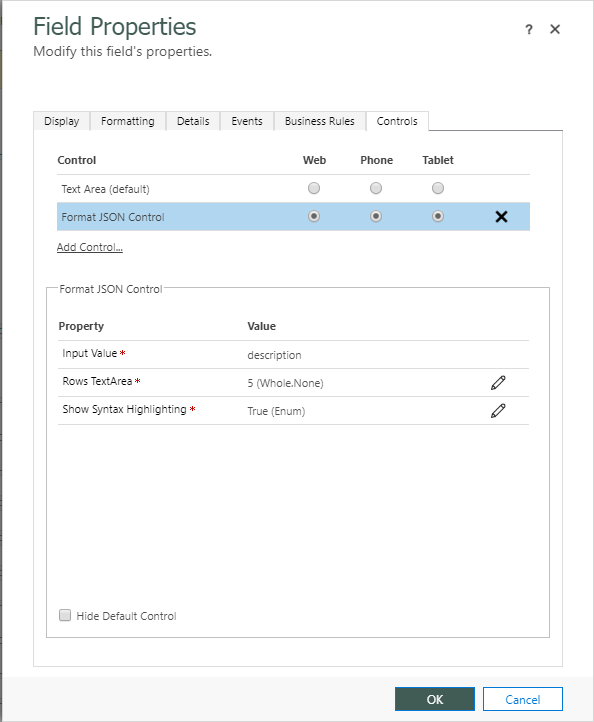 Field Properties
?
Modify this field's properties.
Display Formatting Details Events Business Rules Controls
Control Web Phone Tablet
Text Area (default)
Format JSON Control
Add Control...
Format JSON Control
Property Value
Input Value * description
Rows TextArea * 5 (Whole.None)
Show Syntax Highlighting * True (Enum)
Hide Default Control
OK Cancel